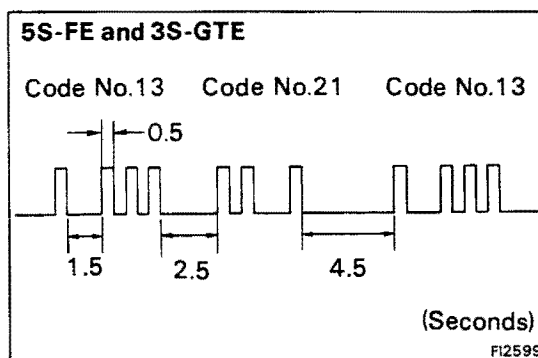 5S-FE and 3S-GTE
Code No.13 Code No.21 Code No.13
0.5
1.5 2.5 4.5
(Seconds)
FI2599